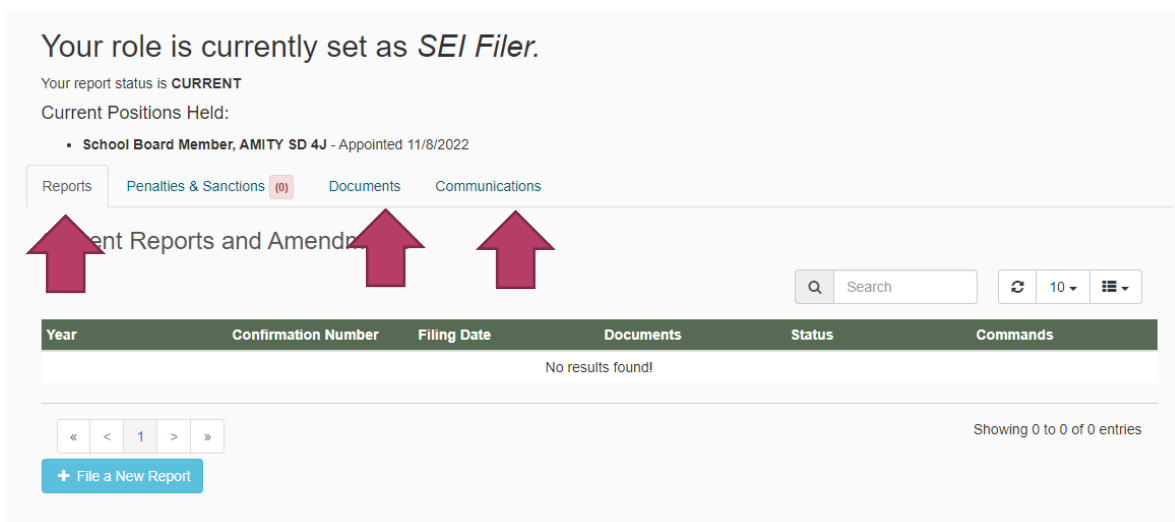 Your role is currently set as SEI Filer.
Your report status is CURRENT
Current Positions Held:
• School Board Member, AMITY SD 4J - Appointed 11/8/2022
Reports Penalties & Sanctions (0) Documents Communications
Reports and
Search 10
Year Confirmation Number Filing Date Documents Status Commands
No results found!
« < 1 > » Showing 0 to 0 of 0 entries
+ File a New Report